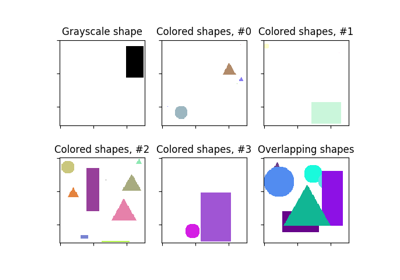 Grayscale shape
Colored shapes, #0
Colored shapes, #1
Colored shapes, #2
Colored shapes, #3
Overlapping shapes